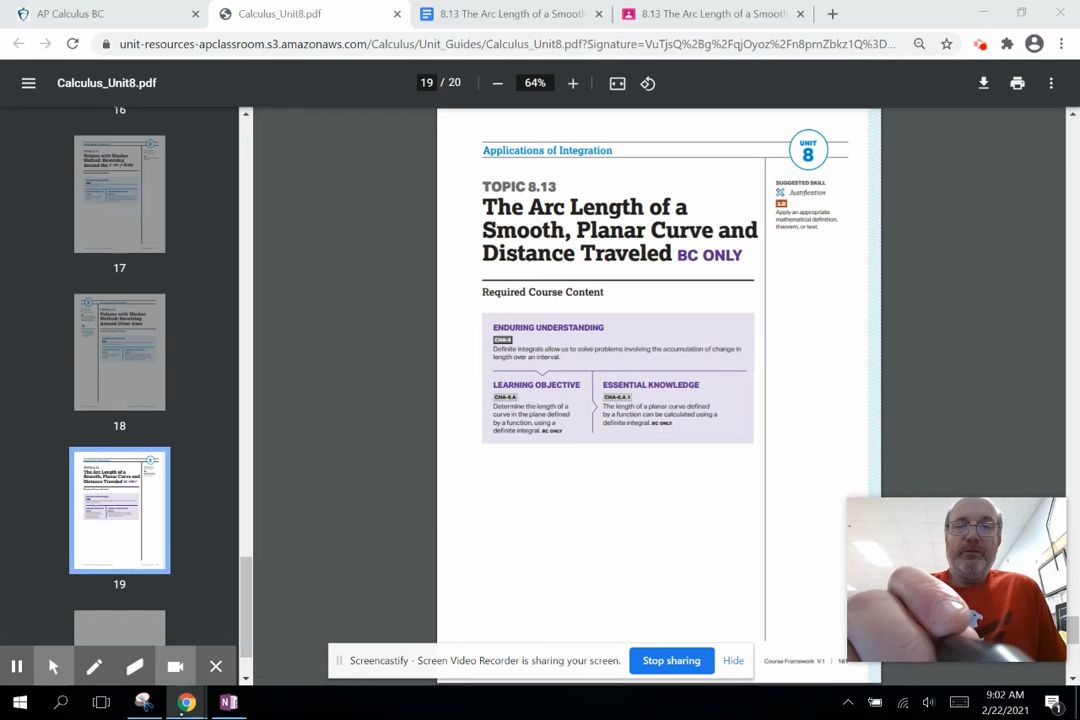 AP Calculus BC
Calculus_Unit8.pdf
8.13 The Arc Length of a Smooth
8.13 The Arc Length of a Smooth
unit-resources-apclassroom.s3.amazonaws.com/Calculus/Unit_Guides/Calculus_Unit8.pdf?Signature=VuTjsQ%2Bg%2FqjOyoz%2Fn8prnZbkz1Q%3D...
Calculus_Unit8.pdf
19 / 20
64%
16
17
18
19
Applications of Integration
UNIT
8
TOPIC 8.13
The Arc Length of a
Smooth, Planar Curve and
Distance Traveled BC ONLY
SUGGESTED SKILL
Justification
3.D
Apply an appropriate
mathematical definition,
theorem, or test.
Required Course Content
ENDURING UNDERSTANDING
Definite integrals allow us to solve problems involving the accumulation of change in
length over an interval.
LEARNING OBJECTIVE
CHA-6.A
Determine the length of a
curve in the plane defined
by a function, using a
definite integral. BC ONLY
ESSENTIAL KNOWLEDGE
CHA-6.A.1
The length of a planar curve defined
by a function can be calculated using a
definite integral. BC ONLY
Screencastify - Screen Video Recorder is sharing your screen.
Stop sharing
Hide
Course Framework V.1
9:02 AM
2/22/2021